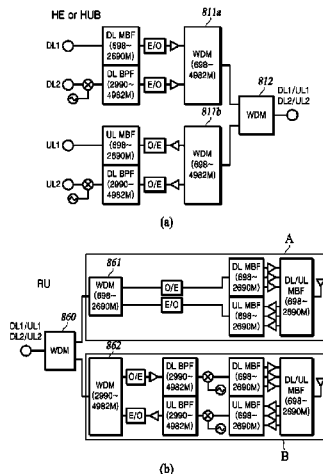 HE or HUB
811a
DL1
DL MBF
(698~
2690M)
E/O
WDM
(698~
4982M)
DL2
DL BPF
(2990~
4982M)
E/O
812
WDM
DL1/UL1
DL2/UL2
UL1
UL MBF
(698~
2690M)
O/E
811b
WDM
(698~
4982M)
UL2
DL BPF
(2990~
4982M)
O/E
(a)
A
RU
861
WDM
(698~
2690M)
O/E
E/O
DL MBF
(698~
2690M)
UL MBF
(698~
2690M)
DL/UL
MBF
(698~
2690M)
DL1/UL1
DL2/UL2
860
WDM
862
WDM
(2990~
4982M)
O/E
E/O
DL BPF
(2990~
4982M)
UL BPF
(2990~
4982M)
DL MBF
(698~
2690M)
UL MBF
(698~
2690M)
DL/UL
MBF
(698~
2690M)
B
(b)